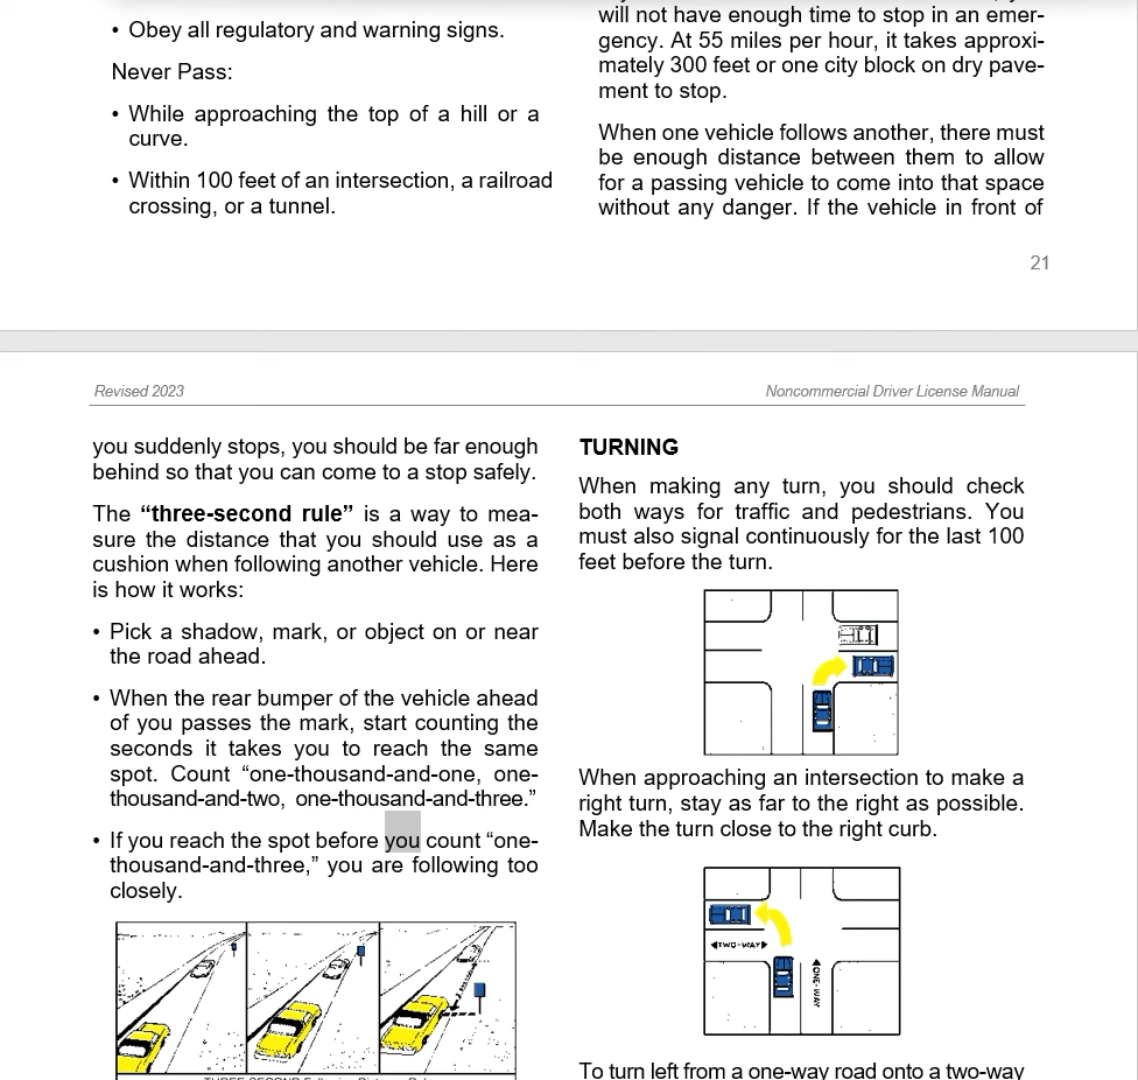 • Obey all regulatory and warning signs.
Never Pass:
• While approaching the top of a hill or a
curve.
• Within 100 feet of an intersection, a railroad
crossing, or a tunnel.
will not have enough time to stop in an emer-
gency. At 55 miles per hour, it takes approxi-
mately 300 feet or one city block on dry pave-
ment to stop.
When one vehicle follows another, there must
be enough distance between them to allow
for a passing vehicle to come into that space
without any danger. If the vehicle in front of
21
Revised 2023
Noncommercial Driver License Manual
you suddenly stops, you should be far enough
behind so that you can come to a stop safely.
The “three-second rule” is a way to mea-
sure the distance that you should use as a
cushion when following another vehicle. Here
is how it works:
• Pick a shadow, mark, or object on or near
the road ahead.
• When the rear bumper of the vehicle ahead
of you passes the mark, start counting the
seconds it takes you to reach the same
spot. Count “one-thousand-and-one, one-
thousand-and-two, one-thousand-and-three.”
• If you reach the spot before you count “one-
thousand-and-three,” you are following too
closely.
TURNING
When making any turn, you should check
both ways for traffic and pedestrians. You
must also signal continuously for the last 100
feet before the turn.
When approaching an intersection to make a
right turn, stay as far to the right as possible.
Make the turn close to the right curb.
TWO-WAY
ONE-WAY
To turn left from a one-way road onto a two-way